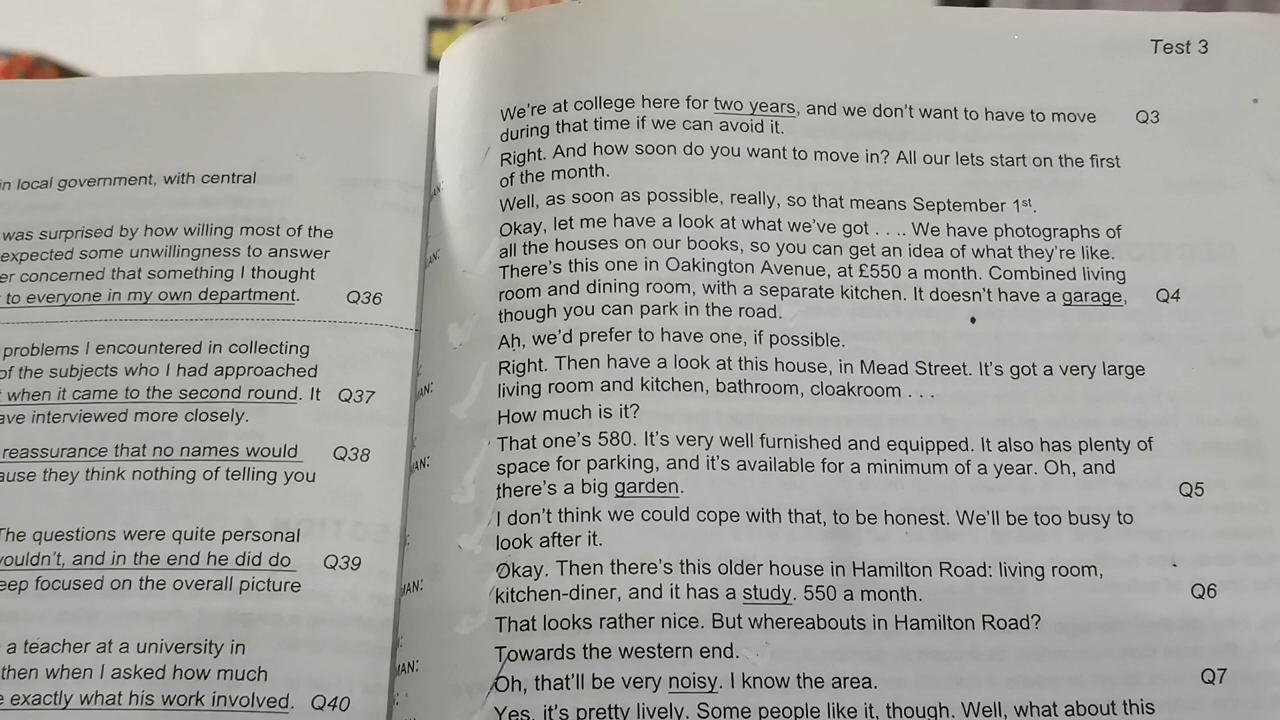 in local government, with central
was surprised by how willing most of the
expected some unwillingness to answer
er concerned that something I thought
to everyone in my own department. Q36
problems I encountered in collecting
of the subjects who I had approached
when it came to the second round. It Q37
ave interviewed more closely.
reassurance that no names would Q38
ause they think nothing of telling you
The questions were quite personal
vouldn't, and in the end he did do Q39
eep focused on the overall picture
a teacher at a university in
then when I asked how much
exactly what his work involved. Q40
Test 3
We're at college here for two years, and we don't want to have to move Q3
during that time if we can avoid it.
Right. And how soon do you want to move in? All our lets start on the first
of the month.
Well, as soon as possible, really, so that means September 1st.
Okay, let me have a look at what we've got . . . . We have photographs of
all the houses on our books, so you can get an idea of what they're like.
There's this one in Oakington Avenue, at £550 a month. Combined living
room and dining room, with a separate kitchen. It doesn't have a garage, Q4
though you can park in the road.
Ah, we'd prefer to have one, if possible.
Right. Then have a look at this house, in Mead Street. It's got a very large
living room and kitchen, bathroom, cloakroom . . .
How much is it?
That one's 580. It's very well furnished and equipped. It also has plenty of
space for parking, and it's available for a minimum of a year. Oh, and
there's a big garden. Q5
I don't think we could cope with that, to be honest. We'll be too busy to
look after it.
Okay. Then there's this older house in Hamilton Road: living room,
kitchen-diner, and it has a study. 550 a month. Q6
That looks rather nice. But whereabouts in Hamilton Road?
Towards the western end.
Oh, that'll be very noisy. I know the area. Q7
Yes, it's pretty lively. Some people like it, though. Well, what about this